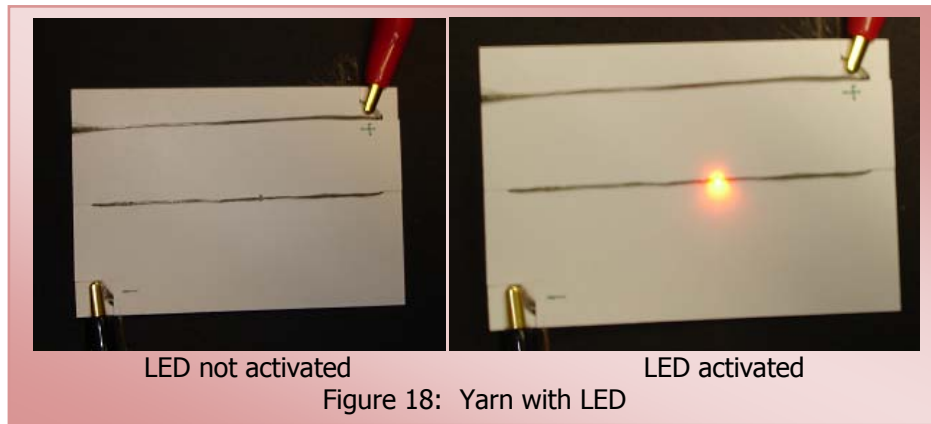 +
+
−
−
LED not activated
LED activated
Figure 18: Yarn with LED